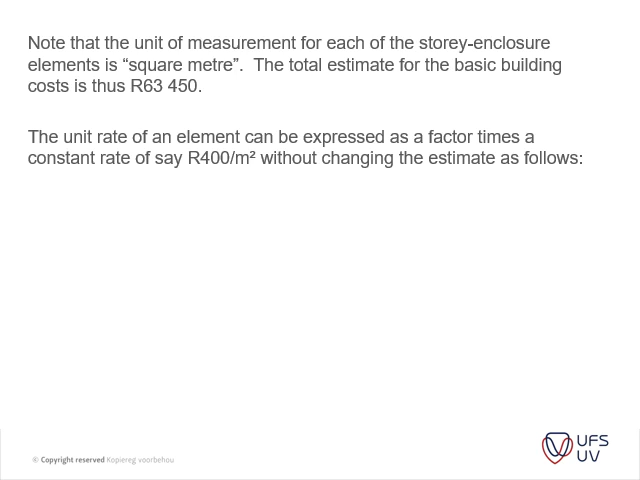 Note that the unit of measurement for each of the storey-enclosure
elements is “square metre”.  The total estimate for the basic building
costs is thus R63 450.
The unit rate of an element can be expressed as a factor times a
constant rate of say R400/m² without changing the estimate as follows:
© Copyright reserved Kopiereg voorbehou
UFS
UV